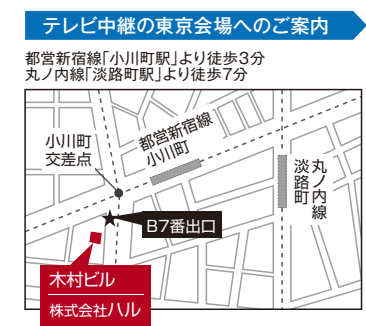 テレビ中継の東京会場へのご案内
都営新宿線「小川町駅」より徒歩3分
丸ノ内線「淡路町駅」より徒歩7分
小川町
交差点
都営新宿線
小川町
丸ノ内線
淡路町
B7番出口
木村ビル
株式会社ハル